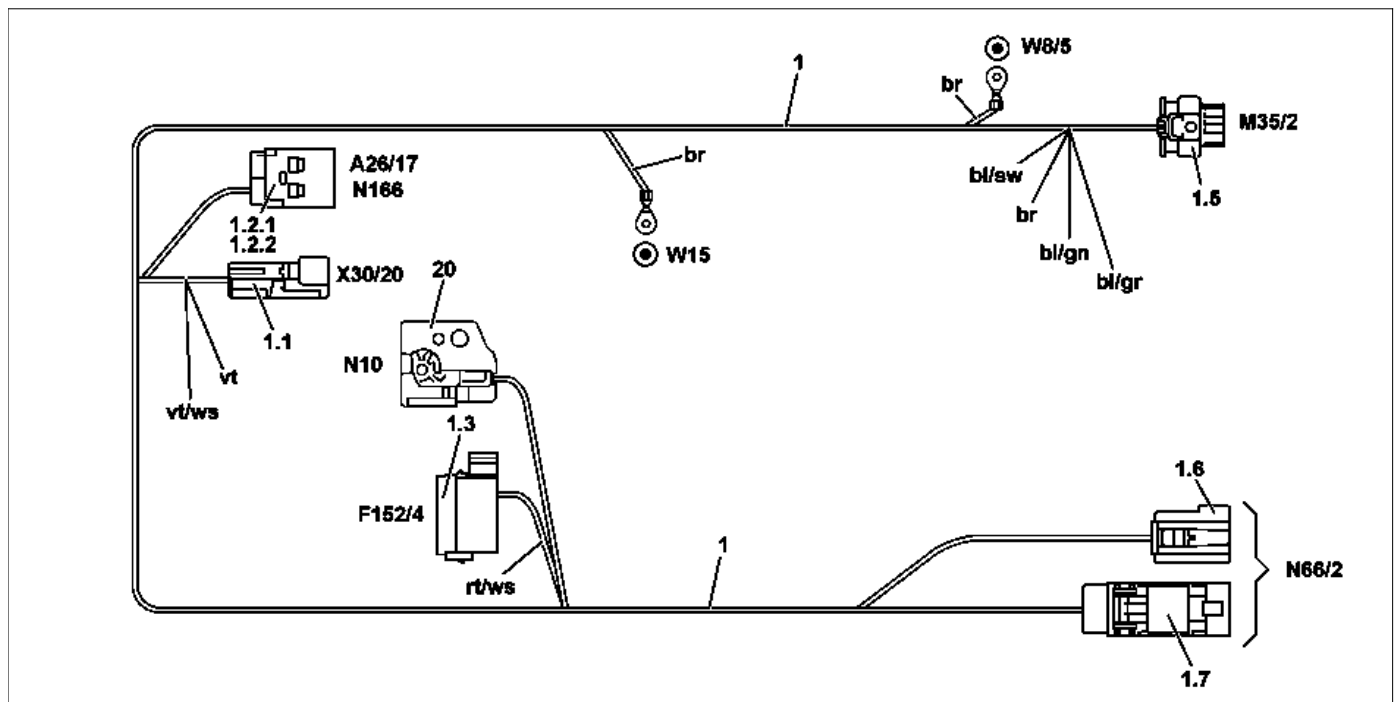 W8/5
1
br
M35/2
A26/17
N166
br
bl/sw
1.5
1.2.1
1.2.2
br
bl/gn
W15
X30/20
20
bl/gr
1.1
vt
N10
vt/ws
1.3
1.6
F152/4
1
N66/2
rt/ws
1.7